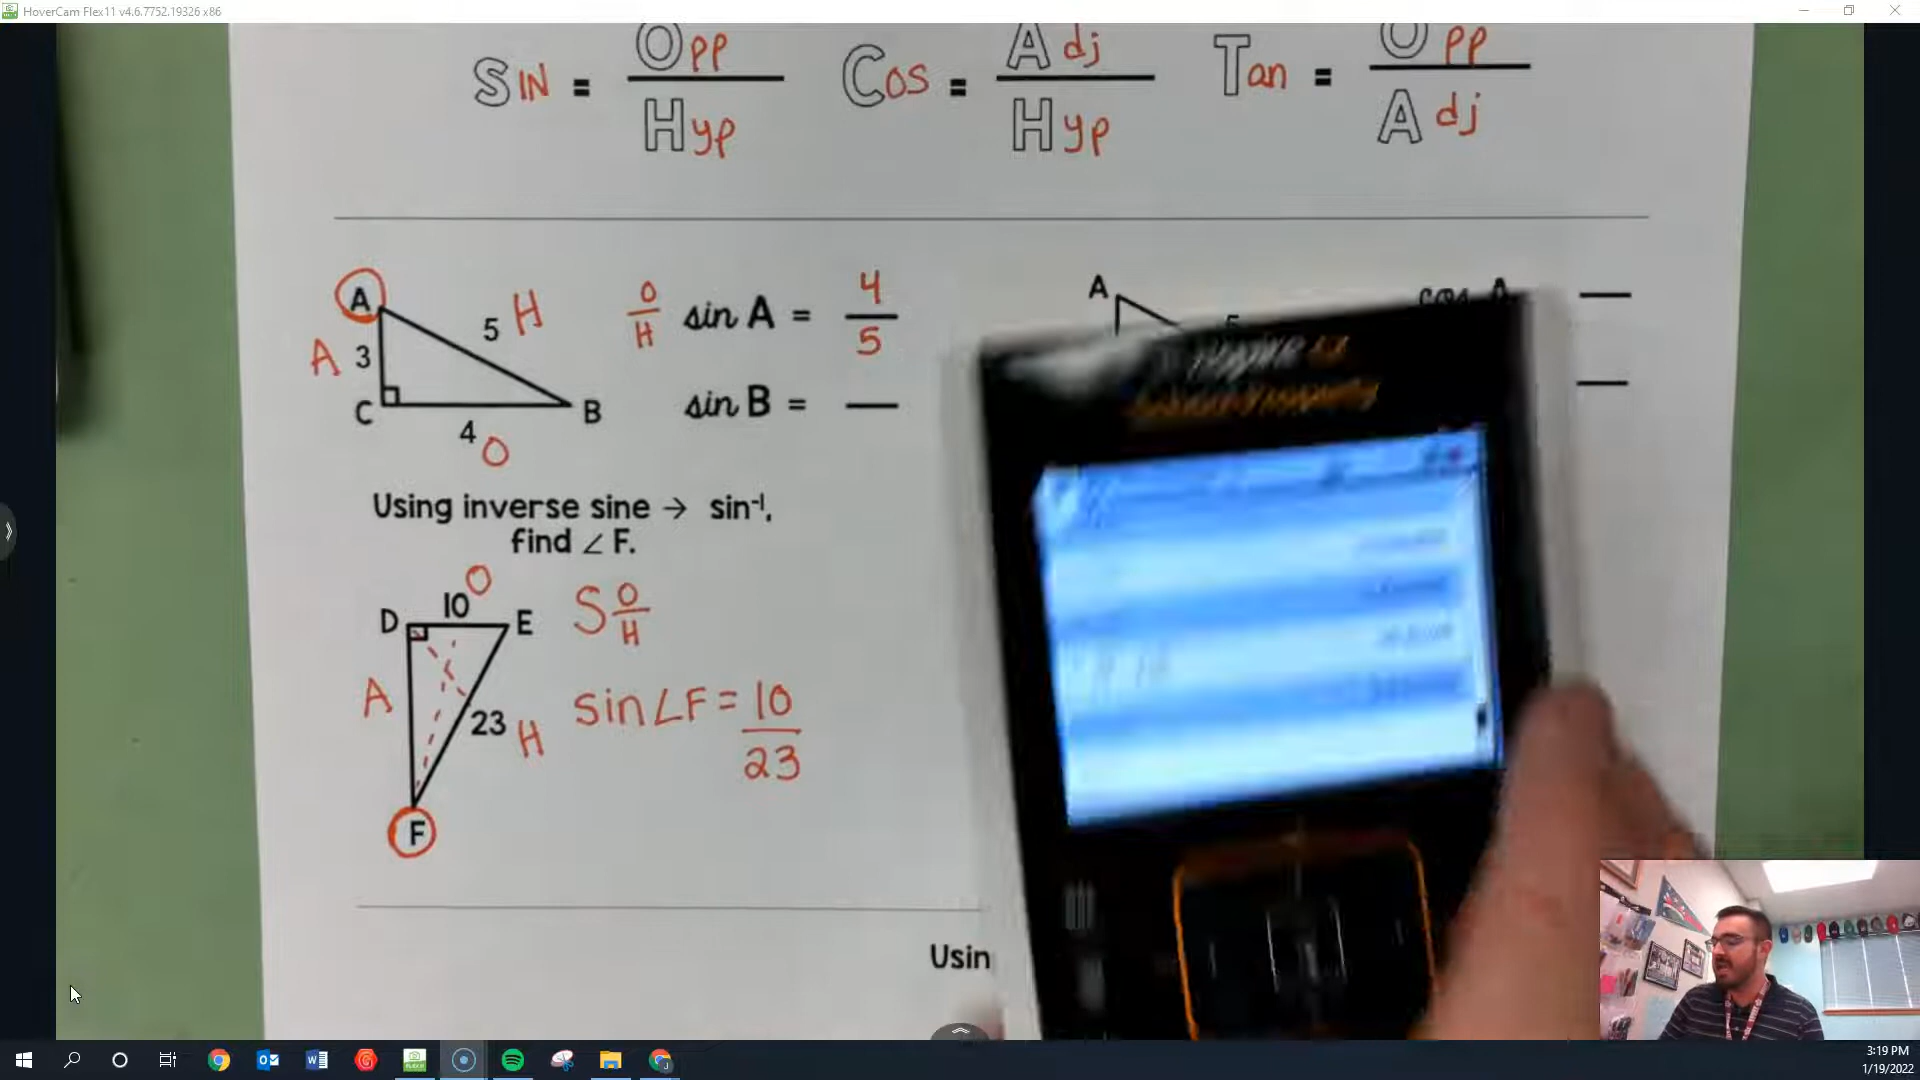 HoverCam Flex11 v4.6.7752.19326 x86
SIN = Opp / Hyp Cos = Adj / Hyp Tan = Opp / Adj
A
5 H
A 3
C
B
4 O
O / H sin A = 4 / 5
sin B = —
A
Using inverse sine → sin⁻¹,
find ∠ F.
O
D 10 E
A
23 H
F
S O / H
sin∠F = 10 / 23
Usin
3:19 PM
1/19/2022